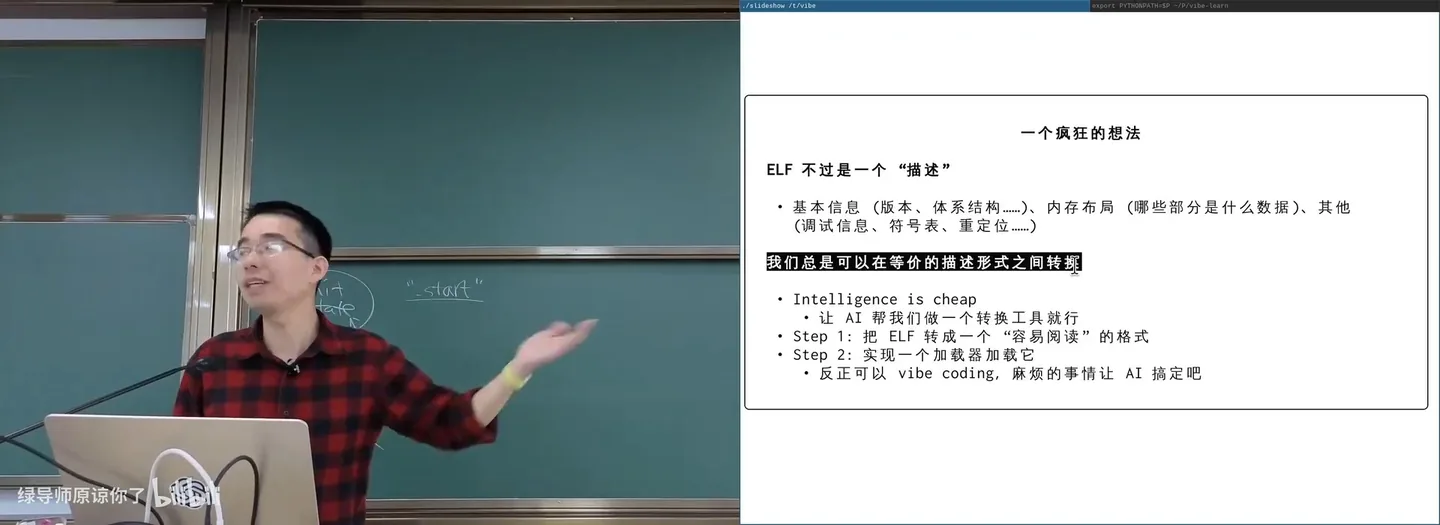 ./slideshow /t/vibe
export PYTHONPATH=$P ~/P/vibe-learn
一个疯狂的想法
ELF 不过是一个 “描述”
• 基本信息 (版本、体系结构……)、内存布局 (哪些部分是什么数据)、其他
(调试信息、符号表、重定位……)
我们总是可以在等价的描述形式之间转换
• Intelligence is cheap
• 让 AI 帮我们做一个转换工具就行
• Step 1: 把 ELF 转成一个 “容易阅读” 的格式
• Step 2: 实现一个加载器加载它
• 反正可以 vibe coding, 麻烦的事情让 AI 搞定吧
"_start"
绿导师原谅你了 bilibili